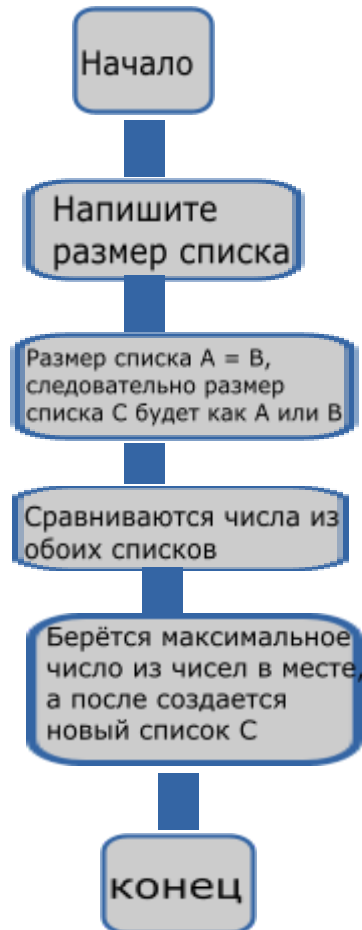 Начало
Напишите
размер списка
Размер списка A = B,
следовательно размер
списка C будет как A или B
Сравниваются числа из
обоих списков
Берётся максимальное
число из чисел в месте,
а после создается
новый список C
конец